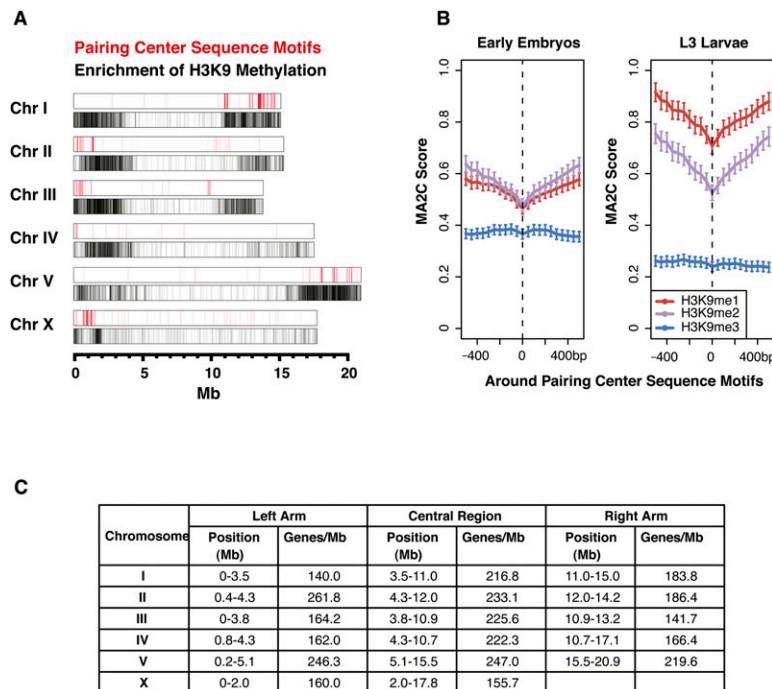 A
Pairing Center Sequence Motifs
Enrichment of H3K9 Methylation
Chr I
Chr II
Chr III
Chr IV
Chr V
Chr X
0 5 10 15 20
Mb
B
Early Embryos
L3 Larvae
MA2C Score
1.0
0.8
0.6
0.4
0.2
0
-400 0 400bp
MA2C Score
1.0
0.8
0.6
0.4
0.2
0
H3K9me1
H3K9me2
H3K9me3
-400 0 400bp
Around Pairing Center Sequence Motifs
C
Chromosome Left Arm Central Region Right Arm
Position (Mb) Genes/Mb Position (Mb) Genes/Mb Position (Mb) Genes/Mb
I 0-3.5 140.0 3.5-11.0 216.8 11.0-15.0 183.8
II 0.4-4.3 261.8 4.3-12.0 233.1 12.0-14.2 186.4
III 0-3.8 164.2 3.8-10.9 225.6 10.9-13.2 141.7
IV 0.8-4.3 162.0 4.3-10.7 222.3 10.7-17.1 166.4
V 0.2-5.1 246.3 5.1-15.5 247.0 15.5-20.9 219.6
X 0-2.0 160.0 2.0-17.8 155.7